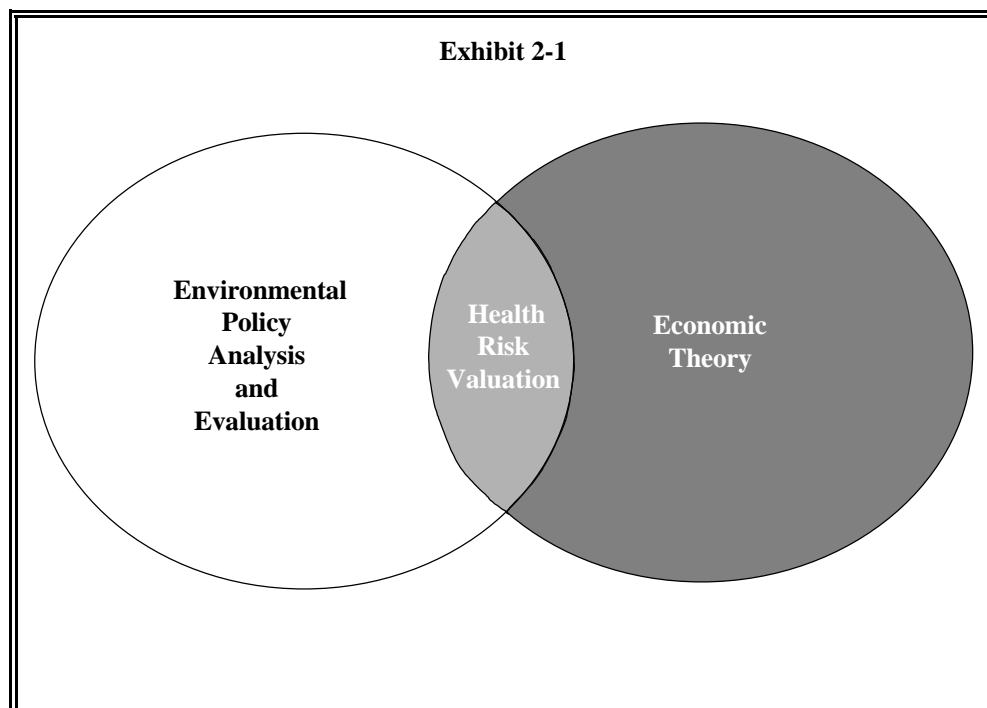 Exhibit 2-1
Environmental
Policy
Analysis
and
Evaluation
Health
Risk
Valuation
Economic
Theory